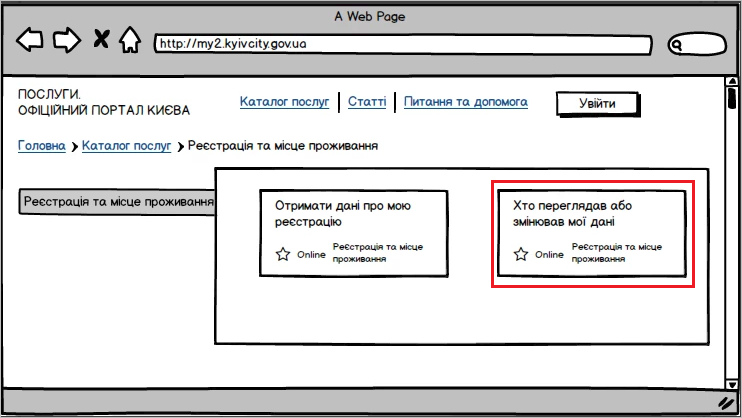 A Web Page
http://my2.kyivcity.gov.ua
ПОСЛУГИ.
ОФІЦІЙНИЙ ПОРТАЛ КИЄВА
Каталог послуг | Статті | Питання та допомога
Увійти
Головна > Каталог послуг > Реєстрація та місце проживання
Реєстрація та місце проживання
Отримати дані про мою
реєстрацію
Online
Реєстрація та місце
проживання
Хто переглядав або
змінював мої дані
Online
Реєстрація та місце
проживання